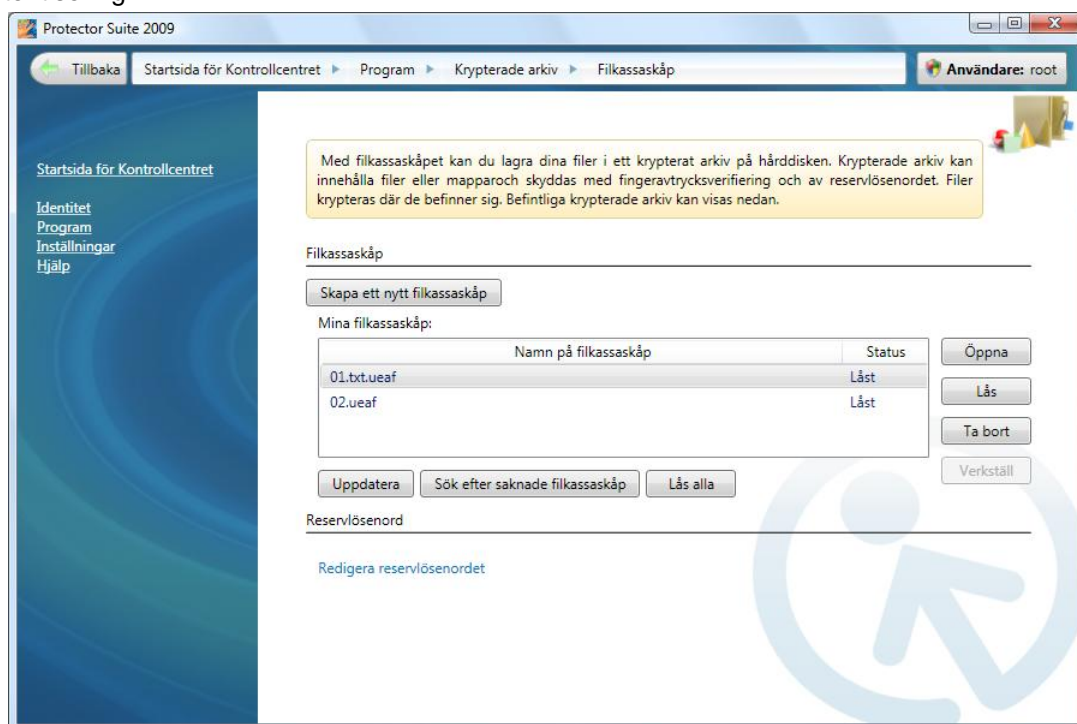 Protector Suite 2009
Tillbaka
Startsida för Kontrollcentret Program Krypterade arkiv Filkassaskåp
Användare: root
Startsida för Kontrollcentret
Identitet
Program
Inställningar
Hjälp
Med filkassaskåpet kan du lagra dina filer i ett krypterat arkiv på hårddisken. Krypterade arkiv kan
innehålla filer eller mapparoch skyddas med fingeravtrycksverifiering och av reservlösenordet. Filer
krypteras där de befinner sig. Befintliga krypterade arkiv kan visas nedan.
Filkassaskåp
Skapa ett nytt filkassaskåp
Mina filkassaskåp:
Namn på filkassaskåp Status
01.txt.ueaf Låst
02.ueaf Låst
Öppna
Lås
Ta bort
Verkställ
Uppdatera Sök efter saknade filkassaskåp Lås alla
Reservlösenord
Redigera reservlösenordet